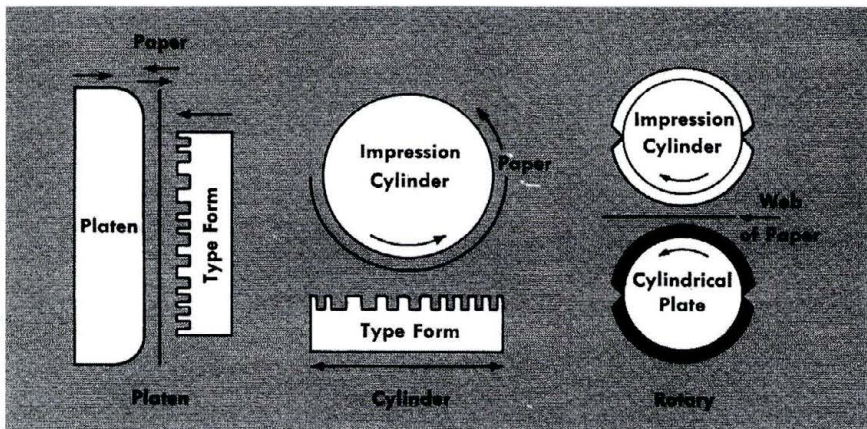 Paper
Platen
Type Form
Platen
Impression
Cylinder
Paper
Type Form
Cylinder
Impression
Cylinder
Web
of Paper
Cylindrical
Plate
Rotary